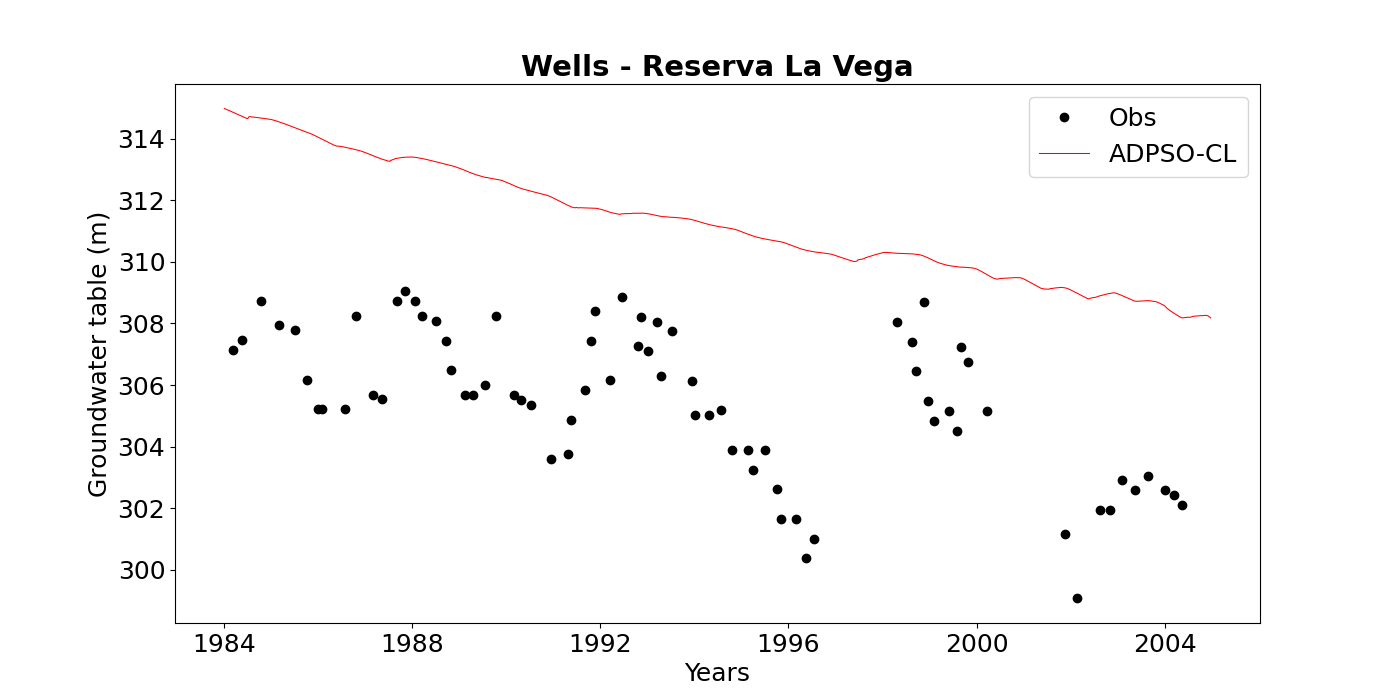 Wells - Reserva La Vega
Obs
ADPSO-CL
314
312
310
308
306
304
302
300
Groundwater table (m)
1984 1988 1992 1996 2000 2004
Years